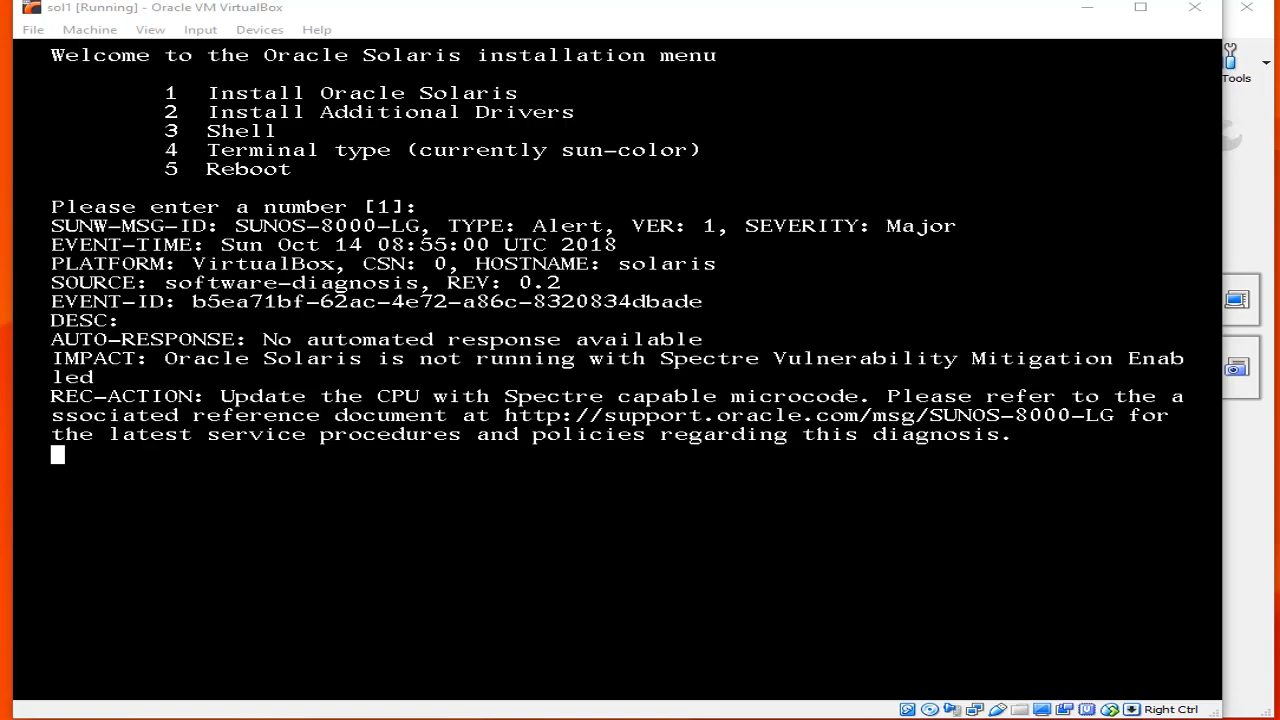 sol1 [Running] - Oracle VM VirtualBox
File Machine View Input Devices Help
Tools
Welcome to the Oracle Solaris installation menu
1 Install Oracle Solaris
2 Install Additional Drivers
3 Shell
4 Terminal type (currently sun-color)
5 Reboot
Please enter a number [1]:
SUNW-MSG-ID: SUNOS-8000-LG, TYPE: Alert, VER: 1, SEVERITY: Major
EVENT-TIME: Sun Oct 14 08:55:00 UTC 2018
PLATFORM: VirtualBox, CSN: 0, HOSTNAME: solaris
SOURCE: software-diagnosis, REV: 0.2
EVENT-ID: b5ea71bf-62ac-4e72-a86c-8320834dbade
DESC:
AUTO-RESPONSE: No automated response available
IMPACT: Oracle Solaris is not running with Spectre Vulnerability Mitigation Enab
led
REC-ACTION: Update the CPU with Spectre capable microcode. Please refer to the a
ssociated reference document at http://support.oracle.com/msg/SUNOS-8000-LG for
the latest service procedures and policies regarding this diagnosis.
Right Ctrl